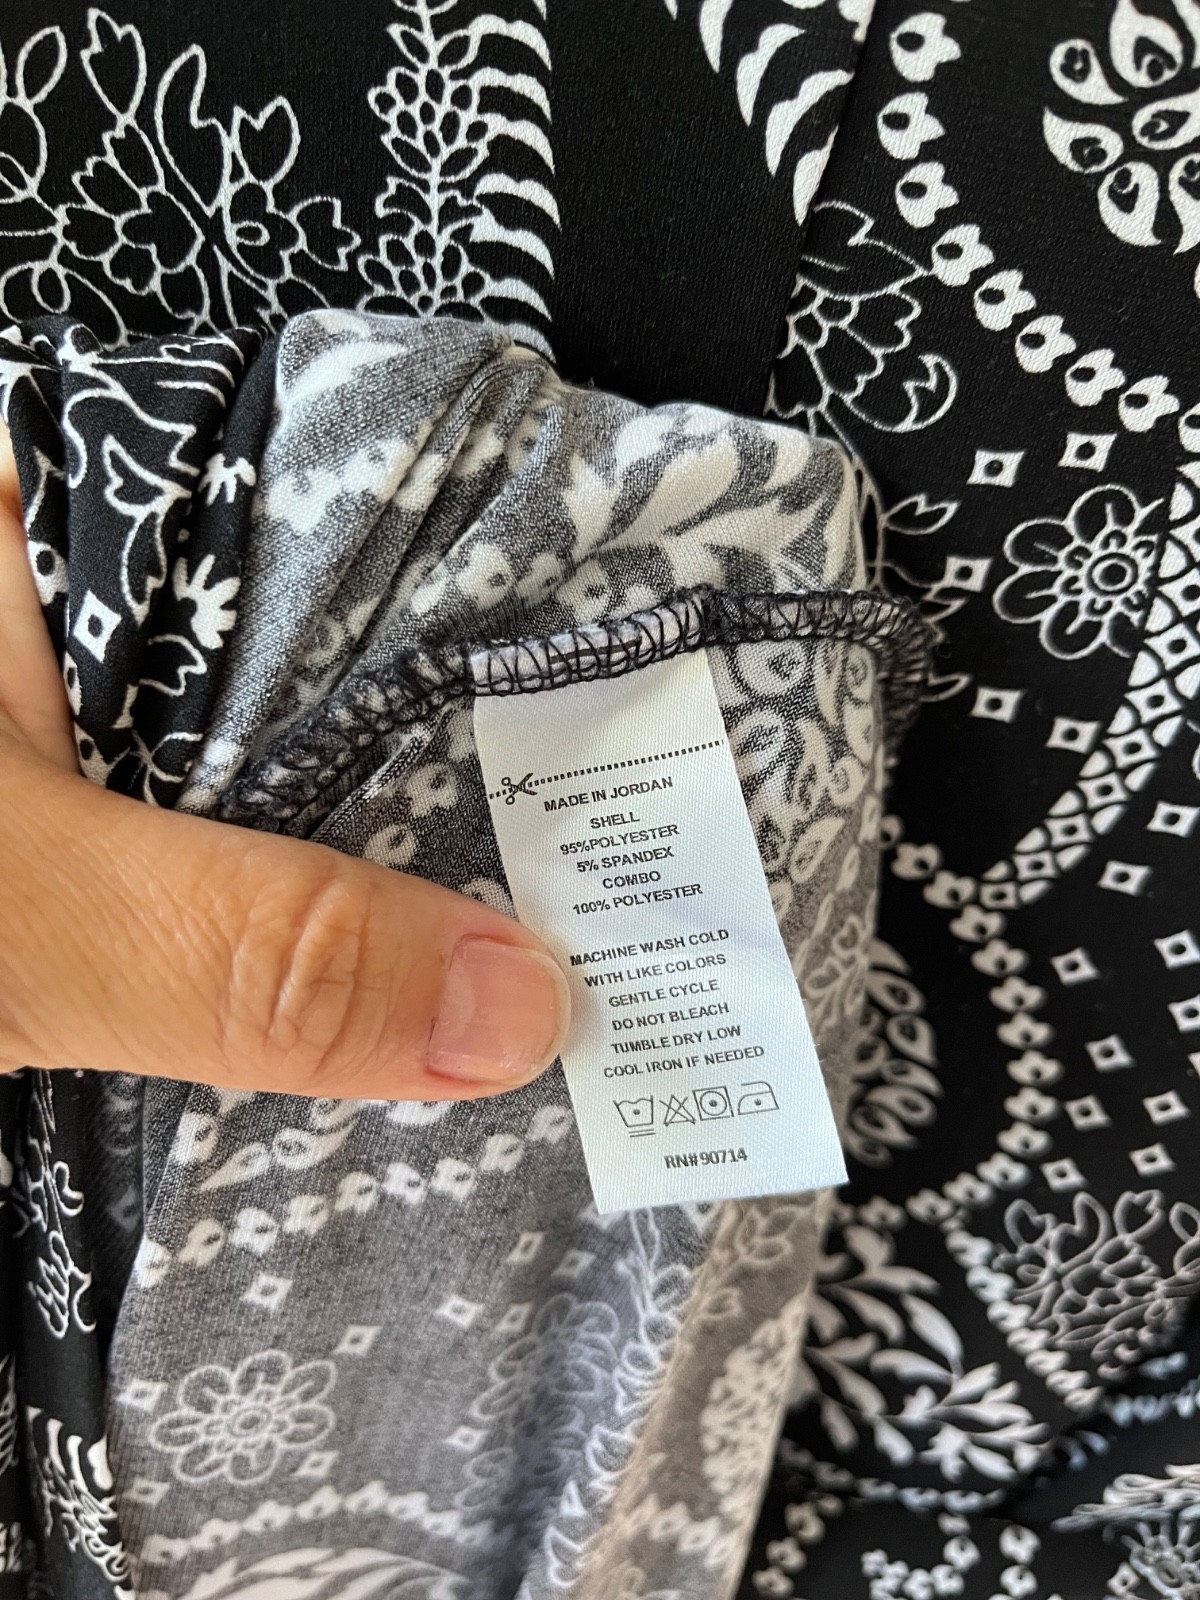 MADE IN JORDAN
SHELL
95%POLYESTER
5% SPANDEX
COMBO
100% POLYESTER
MACHINE WASH COLD
WITH LIKE COLORS
GENTLE CYCLE
DO NOT BLEACH
TUMBLE DRY LOW
COOL IRON IF NEEDED
RN#90714